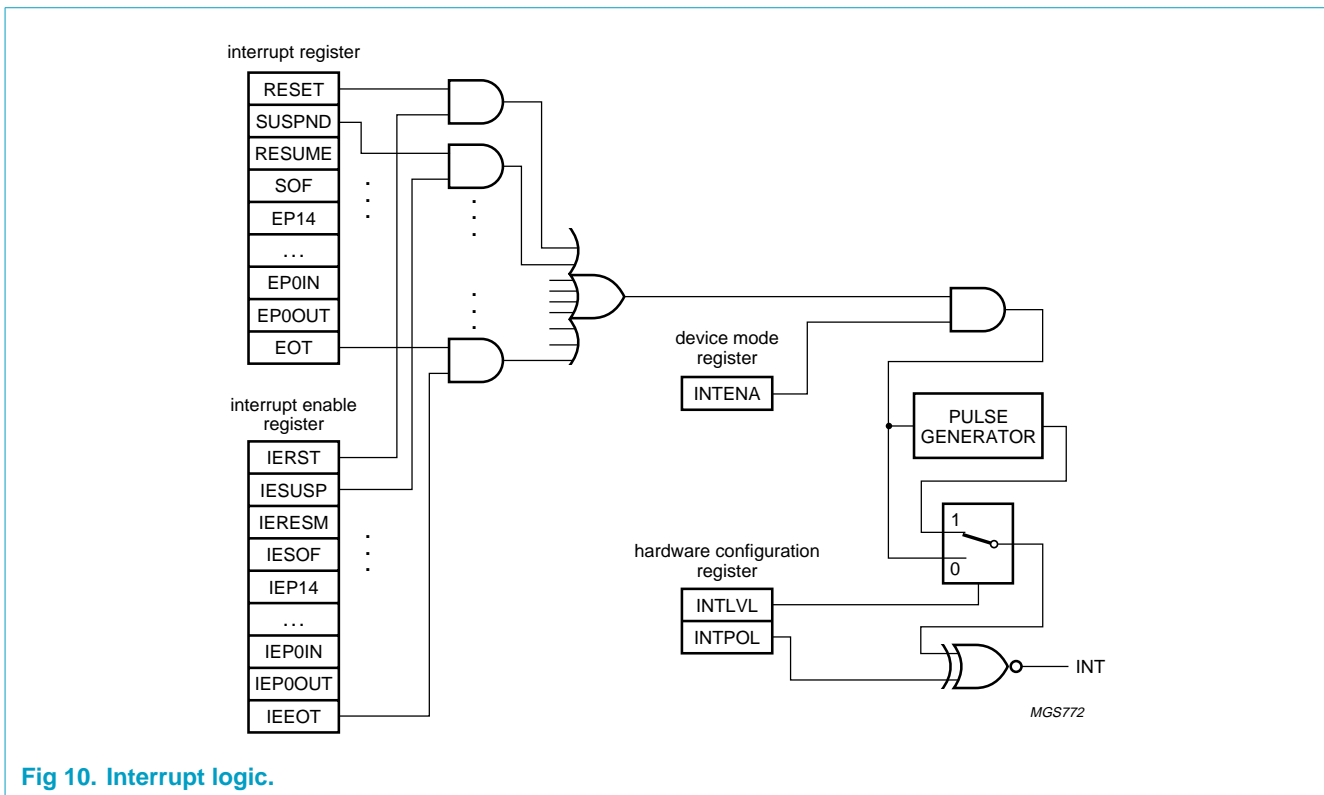 interrupt register
RESET
SUSPND
RESUME
SOF
EP14
...
EP0IN
EP0OUT
EOT
interrupt enable
register
IERST
IESUSP
IERESM
IESOF
IEP14
...
IEP0IN
IEP0OUT
IEEOT
device mode
register
INTENA
PULSE
GENERATOR
1
0
hardware configuration
register
INTLVL
INTPOL
INT
MGS772
Fig 10. Interrupt logic.